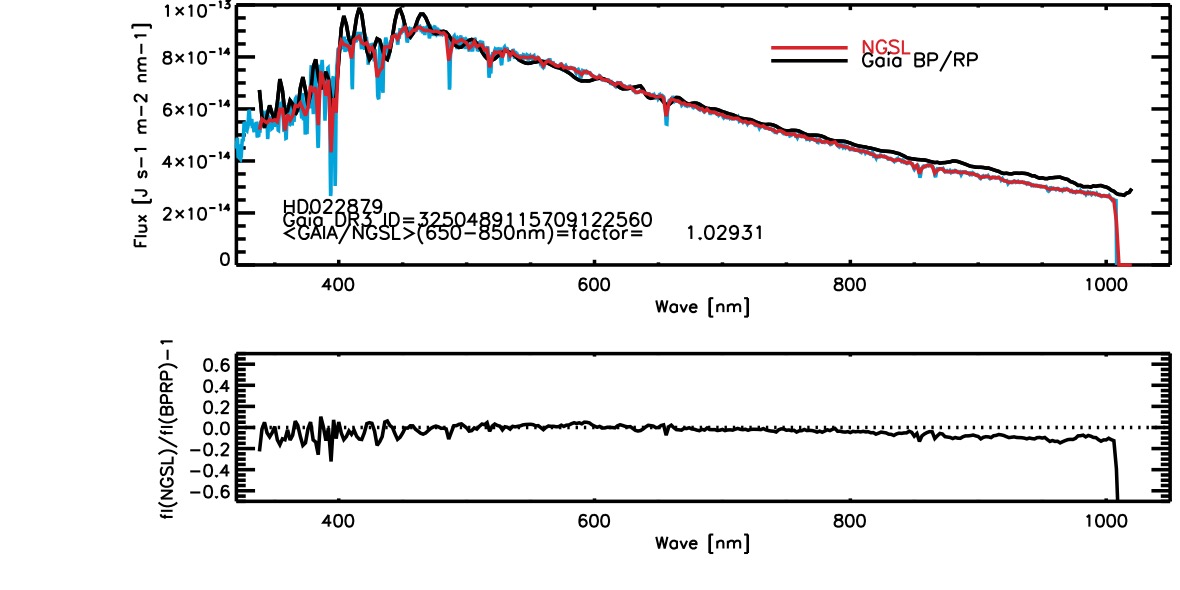 1×10−13
8×10−14
6×10−14
4×10−14
2×10−14
0
Flux [J s−1 m−2 nm−1]
NGSL
Gaia BP/RP
HD022879
Gaia DR3 ID=3250489115709122560
<GAIA/NGSL>(650−850nm)=factor= 1.02931
400 600 800 1000
Wave [nm]
fl(NGSL)/fl(BPRP)−1
0.6
0.4
0.2
0.0
−0.2
−0.4
−0.6
400 600 800 1000
Wave [nm]